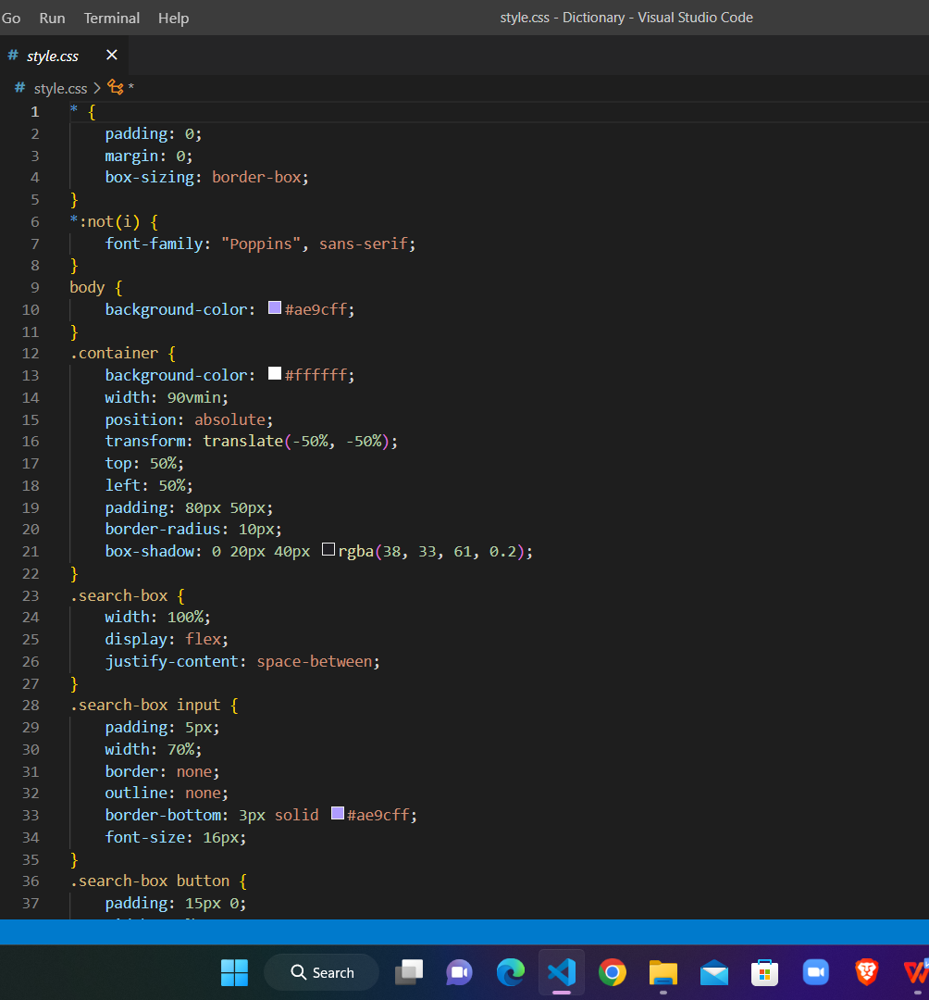 Go Run Terminal Help style.css - Dictionary - Visual Studio Code
# style.css ×
# style.css > *
1 * {
2 padding: 0;
3 margin: 0;
4 box-sizing: border-box;
5 }
6 *:not(i) {
7 font-family: "Poppins", sans-serif;
8 }
9 body {
10 background-color: #ae9cff;
11 }
12 .container {
13 background-color: #ffffff;
14 width: 90vmin;
15 position: absolute;
16 transform: translate(-50%, -50%);
17 top: 50%;
18 left: 50%;
19 padding: 80px 50px;
20 border-radius: 10px;
21 box-shadow: 0 20px 40px rgba(38, 33, 61, 0.2);
22 }
23 .search-box {
24 width: 100%;
25 display: flex;
26 justify-content: space-between;
27 }
28 .search-box input {
29 padding: 5px;
30 width: 70%;
31 border: none;
32 outline: none;
33 border-bottom: 3px solid #ae9cff;
34 font-size: 16px;
35 }
36 .search-box button {
37 padding: 15px 0;
Search